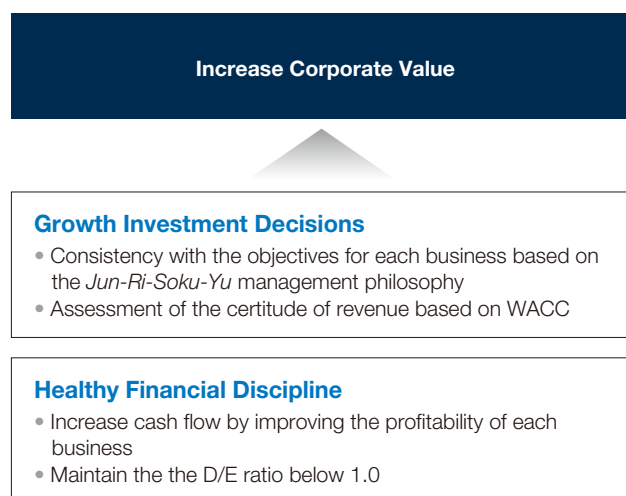 Increase Corporate Value
Growth Investment Decisions
• Consistency with the objectives for each business based on
the Jun-Ri-Soku-Yu management philosophy
• Assessment of the certitude of revenue based on WACC
Healthy Financial Discipline
• Increase cash flow by improving the profitability of each
business
• Maintain the the D/E ratio below 1.0